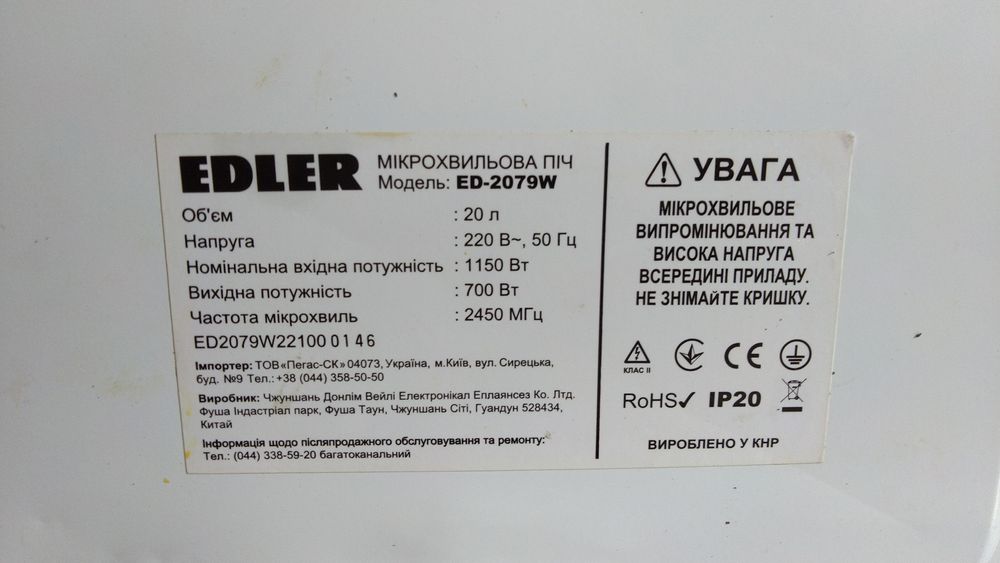 EDLER
МІКРОХВИЛЬОВА ПІЧ
Модель: ED-2079W
Об'єм : 20 л
Напруга : 220 В~, 50 Гц
Номінальна вхідна потужність : 1150 Вт
Вихідна потужність : 700 Вт
Частота мікрохвиль : 2450 МГц
ED2079W22100 0146
Імпортер: ТОВ «Пегас-СК» 04073, Україна, м.Київ, вул. Сирецька,
буд. №9 Тел.: +38 (044) 358-50-50
Виробник: Чжуншань Донлім Вейлі Електронікал Еплаянсез Ко. Лтд.
Фуша Індастріал парк, Фуша Таун, Чжуншань Сіті, Гуандун 528434,
Китай
Інформація щодо післяпродажного обслуговування та ремонту:
Тел.: (044) 338-59-20 багатоканальний
УВАГА
МІКРОХВИЛЬОВЕ
ВИПРОМІНЮВАННЯ ТА
ВИСОКА НАПРУГА
ВСЕРЕДИНІ ПРИЛАДУ.
НЕ ЗНІМАйТЕ КРИШКУ.
КЛАС II
CE
RoHS✓ IP20
ВИРОБЛЕНО У КНР